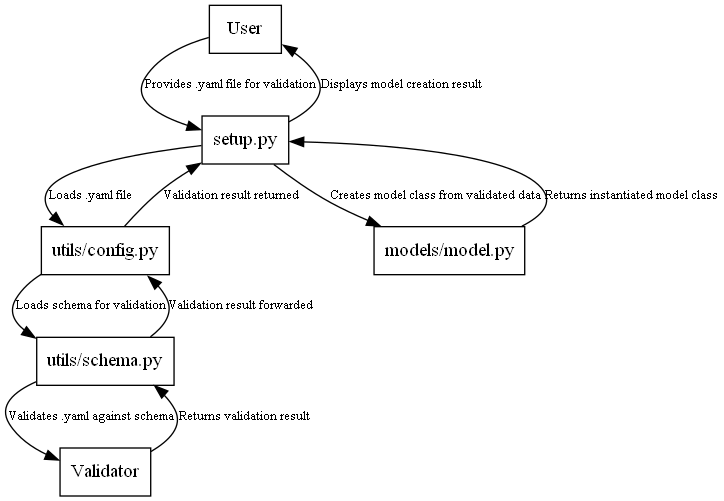 User
Provides .yaml file for validation
Displays model creation result
setup.py
Loads .yaml file
Validation result returned
Creates model class from validated data
Returns instantiated model class
utils/config.py
models/model.py
Loads schema for validation
Validation result forwarded
utils/schema.py
Validates .yaml against schema
Returns validation result
Validator